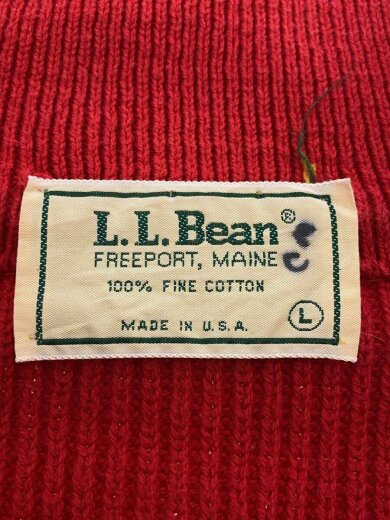 L.L.Bean®
FREEPORT, MAINE
100% FINE COTTON
MADE IN U.S.A.
L